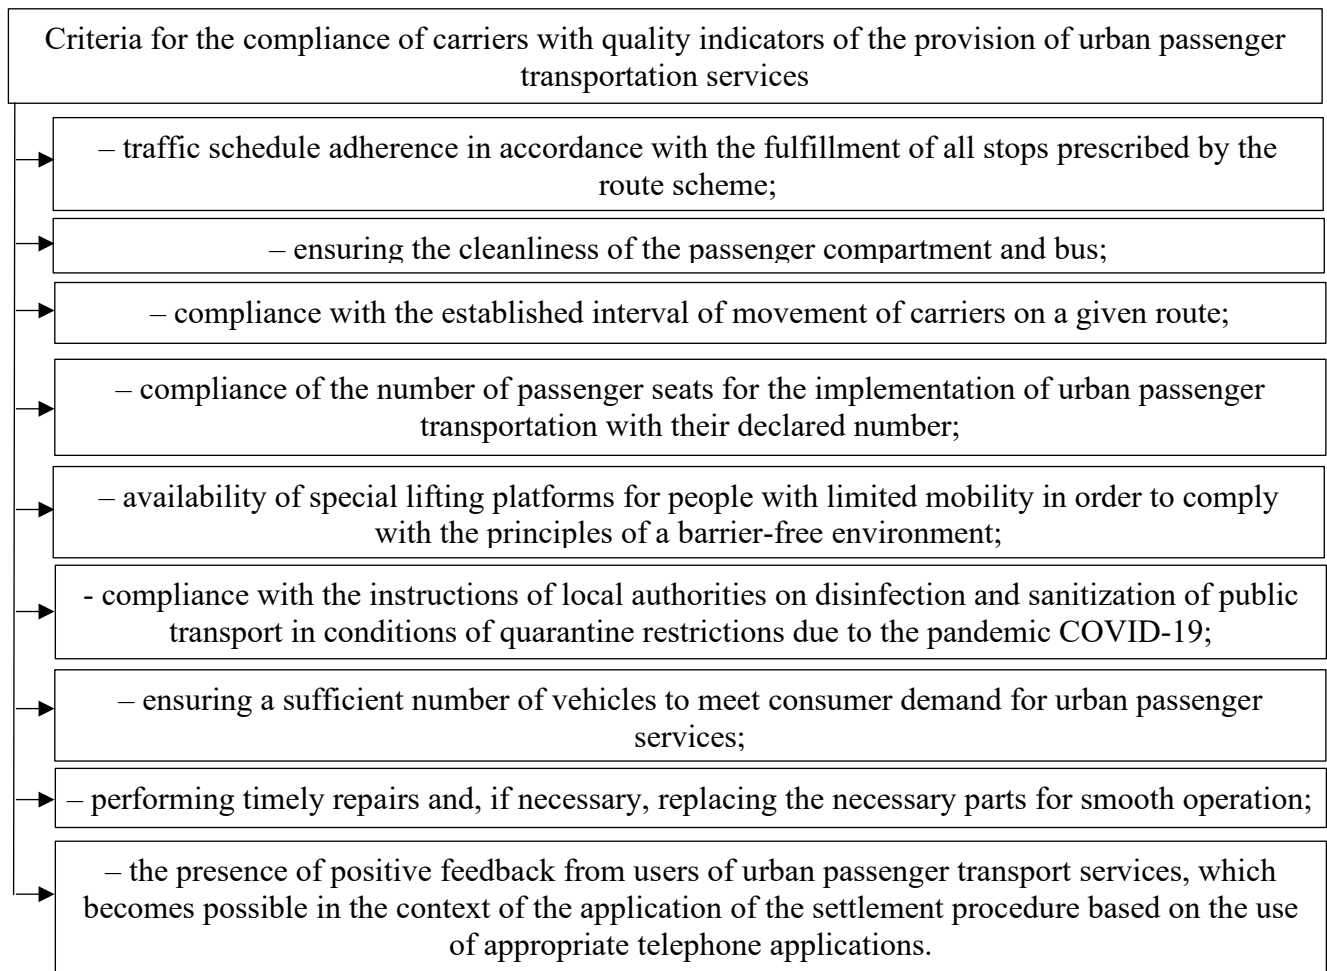 Criteria for the compliance of carriers with quality indicators of the provision of urban passenger
transportation services
– traffic schedule adherence in accordance with the fulfillment of all stops prescribed by the
route scheme;
– ensuring the cleanliness of the passenger compartment and bus;
– compliance with the established interval of movement of carriers on a given route;
– compliance of the number of passenger seats for the implementation of urban passenger
transportation with their declared number;
– availability of special lifting platforms for people with limited mobility in order to comply
with the principles of a barrier-free environment;
- compliance with the instructions of local authorities on disinfection and sanitization of public
transport in conditions of quarantine restrictions due to the pandemic COVID-19;
– ensuring a sufficient number of vehicles to meet consumer demand for urban passenger
services;
– performing timely repairs and, if necessary, replacing the necessary parts for smooth operation;
– the presence of positive feedback from users of urban passenger transport services, which
becomes possible in the context of the application of the settlement procedure based on the use
of appropriate telephone applications.